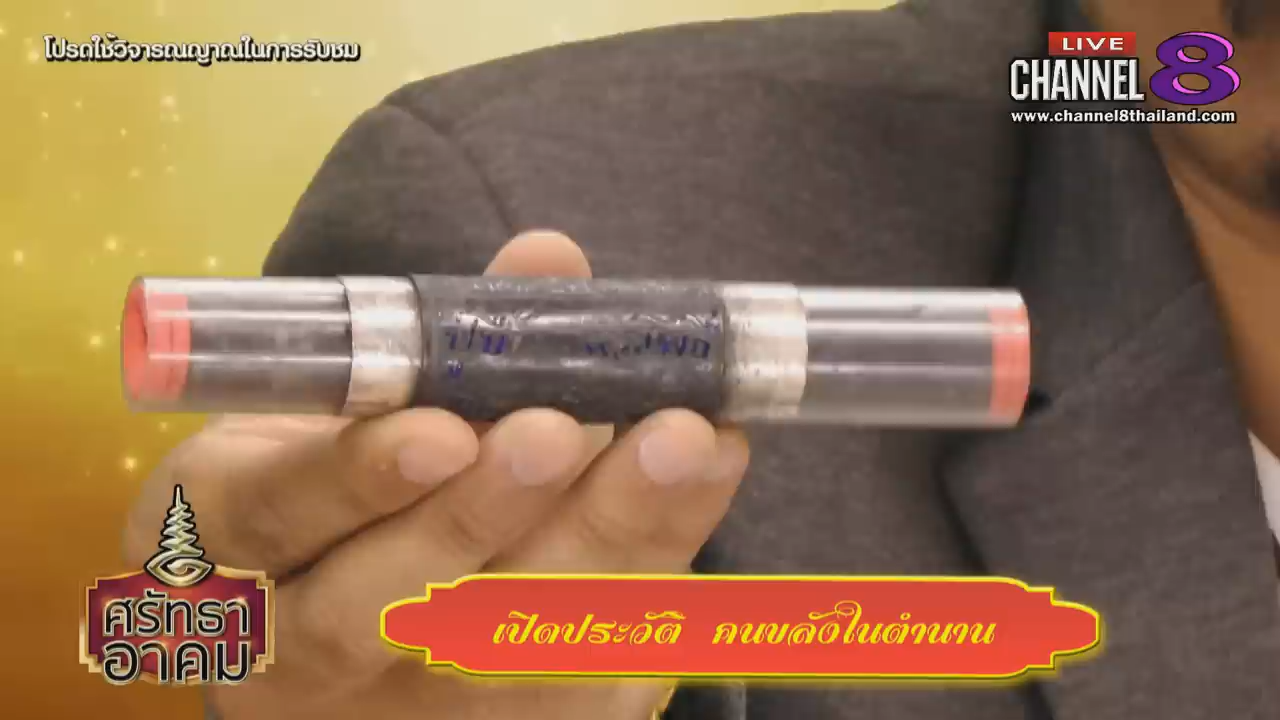 โปรดใช้วิจารณญาณในการรับชม
LIVE
CHANNEL 8
www.channel8thailand.com
ศรัทธา
อาคม
เปิดประวัติ คนขลังในตำนาน